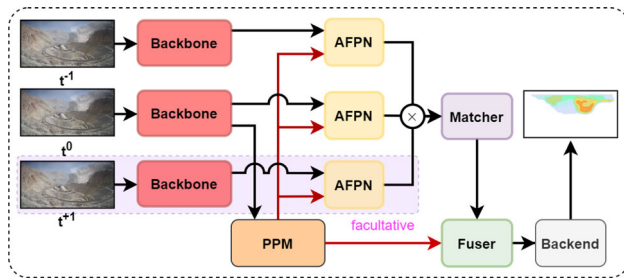 Backbone
AFPN
t⁻¹
Backbone
AFPN
×
Matcher
t⁰
Backbone
AFPN
t⁺¹
facultative
PPM
Fuser
Backend